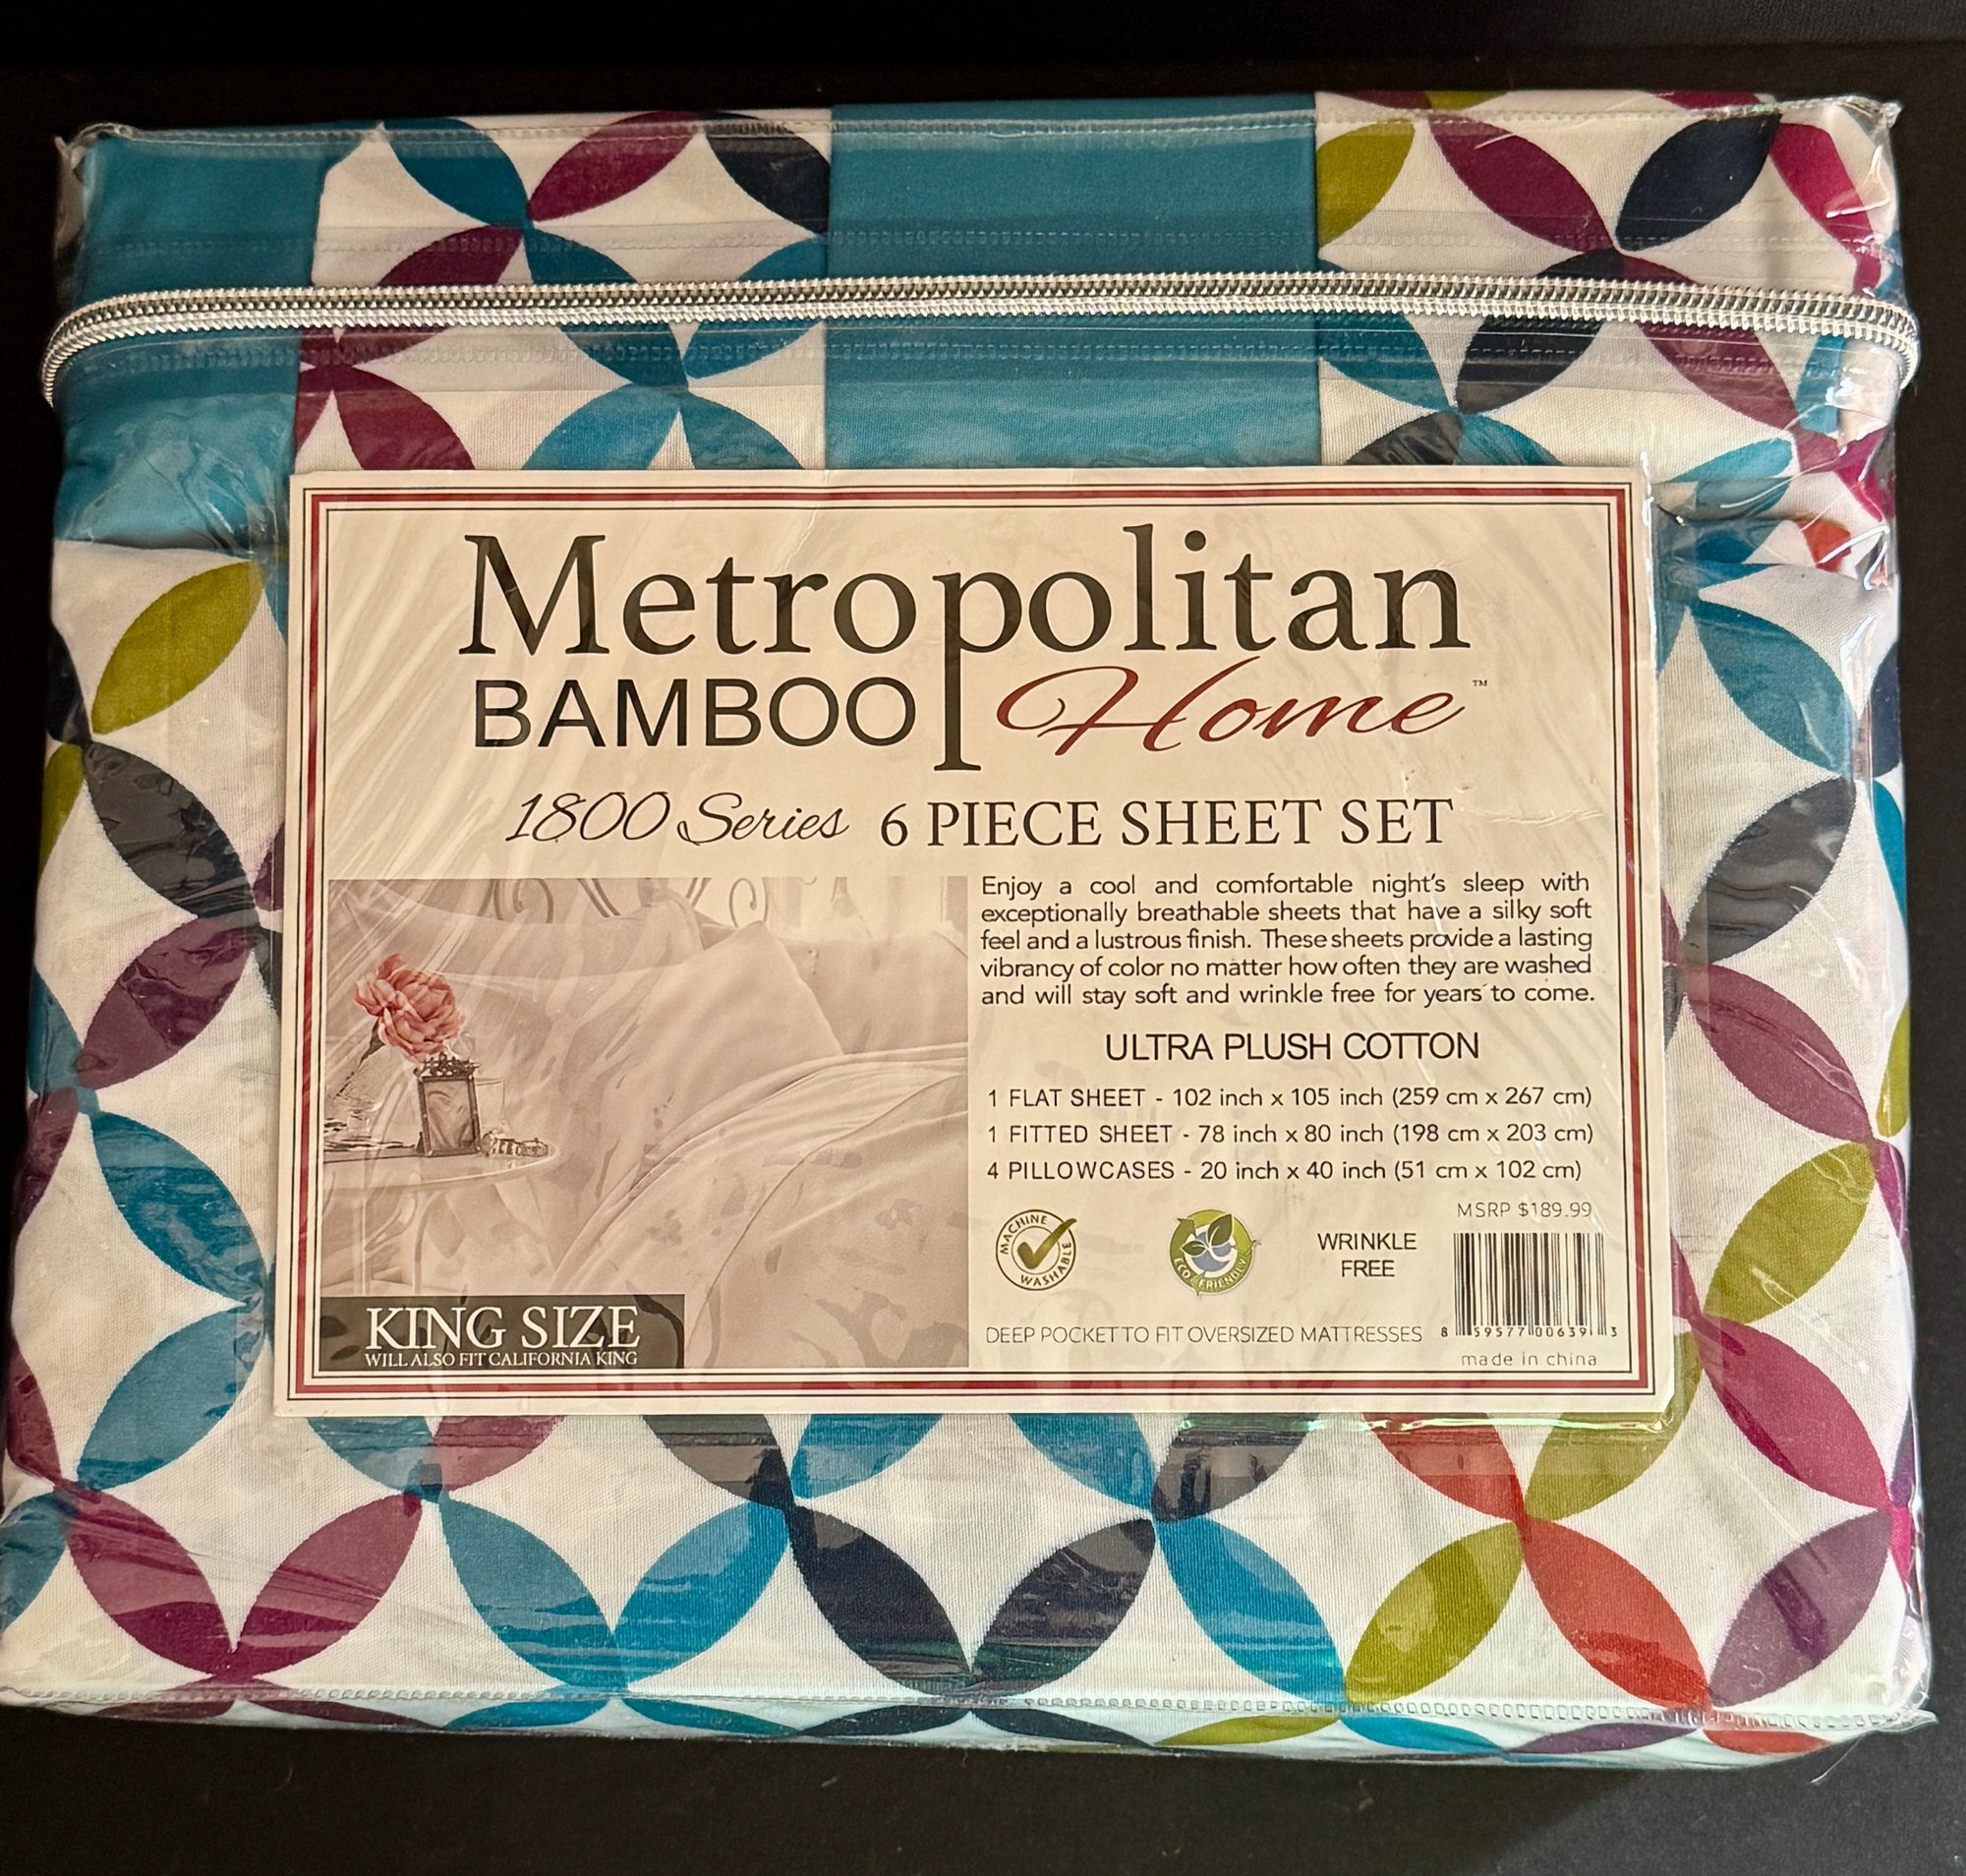 Metropolitan
BAMBOO Home™
1800 Series 6 PIECE SHEET SET
Enjoy a cool and comfortable night's sleep with
exceptionally breathable sheets that have a silky soft
feel and a lustrous finish. These sheets provide a lasting
vibrancy of color no matter how often they are washed
and will stay soft and wrinkle free for years to come.
ULTRA PLUSH COTTON
1 FLAT SHEET - 102 inch x 105 inch (259 cm x 267 cm)
1 FITTED SHEET - 78 inch x 80 inch (198 cm x 203 cm)
4 PILLOWCASES - 20 inch x 40 inch (51 cm x 102 cm)
MSRP $189.99
MACHINE WASHABLE
ECO FRIENDLY
WRINKLE
FREE
DEEP POCKET TO FIT OVERSIZED MATTRESSES
8 59577 00639 3
made in china
KING SIZE
WILL ALSO FIT CALIFORNIA KING